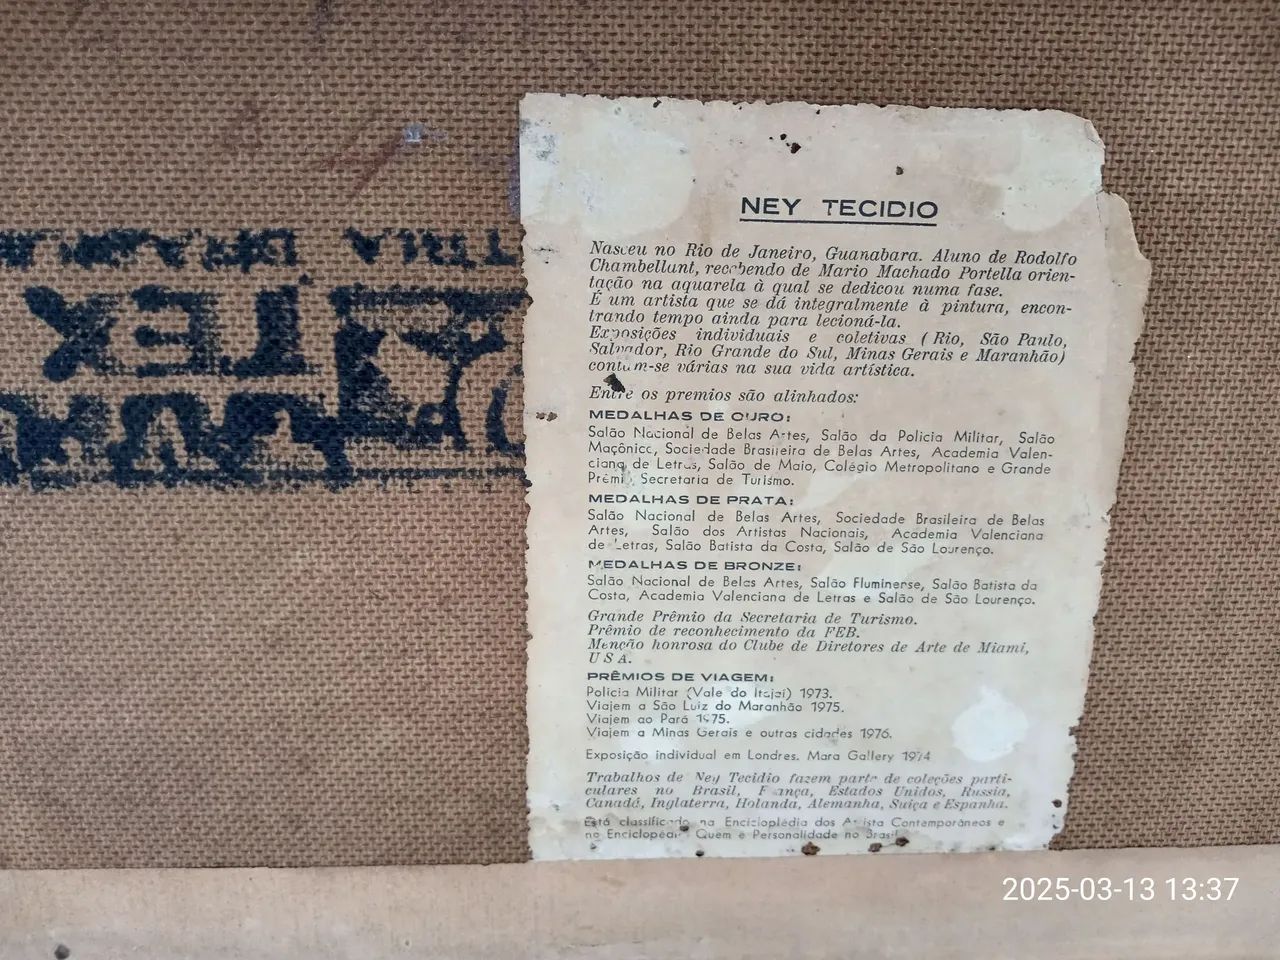 NEY TECIDIO
Nasceu no Rio de Janeiro, Guanabara. Aluno de Rodolfo
Chambellant, recebendo de Mario Machado Portella orien-
tação na aquarela à qual se dedicou numa fase.
É um artista que se dá integralmente à pintura, encon-
trando tempo ainda para lecioná-la.
Exposições individuais e coletivas ( Rio, São Paulo,
Salvador, Rio Grande do Sul, Minas Gerais e Maranhão)
contam-se várias na sua vida artística.
Entre os premios são alinhados:
MEDALHAS DE OURO:
Salão Nacional de Belas Artes, Salão da Policia Militar, Salão
Maçônico, Sociedade Brasileira de Belas Artes, Academia Valen-
ciana de Letras, Salão de Maio, Colégio Metropolitano e Grande
Prêmio Secretaria de Turismo.
MEDALHAS DE PRATA:
Salão Nacional de Belas Artes, Sociedade Brasileira de Belas
Artes, Salão dos Artistas Nacionais, Academia Valenciana
de Letras, Salão Batista da Costa, Salão de São Lourenço.
MEDALHAS DE BRONZE:
Salão Nacional de Belas Artes, Salão Fluminense, Salão Batista da
Costa, Academia Valenciana de Letras e Salão de São Lourenço.
Grande Prêmio da Secretaria de Turismo.
Prêmio de reconhecimento da FEB.
Menção honrosa do Clube de Diretores de Arte de Miami,
USA.
PRÊMIOS DE VIAGEM:
Policia Militar (Vale do Itajaí) 1973.
Viajem a São Luiz do Maranhão 1975.
Viajem ao Pará 1975.
Viajem a Minas Gerais e outras cidades 1976.
Exposição individual em Londres. Mara Gallery 1974
Trabalhos de Ney Tecidio fazem parte de coleções parti-
culares no Brasil, França, Estados Unidos, Russia,
Canadá, Inglaterra, Holanda, Alemanha, Suíça e Espanha.
Está classificado na Enciclopledia dos Artista Contemporâneos e
no Quem é Personalidade no Brasil
2025-03-13 13:37